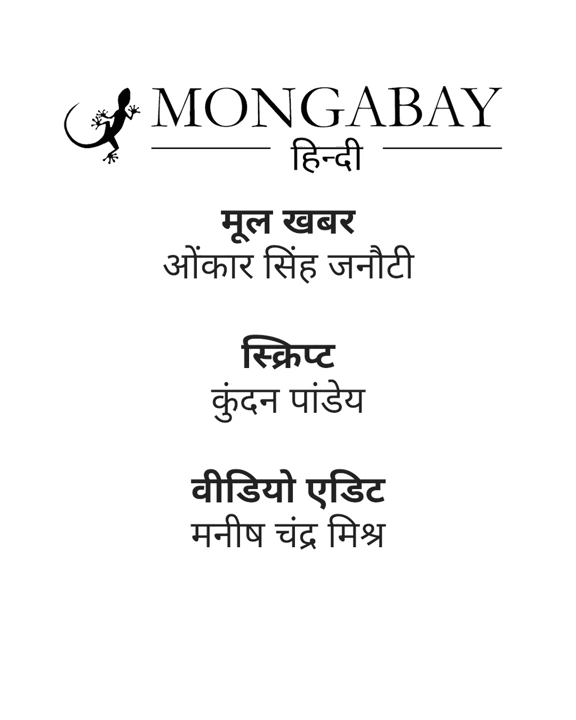 MONGABAY
हिन्दी
मूल खबर
ओंकार सिंह जनौटी
स्क्रिप्ट
कुंदन पांडेय
वीडियो एडिट
मनीष चंद्र मिश्र